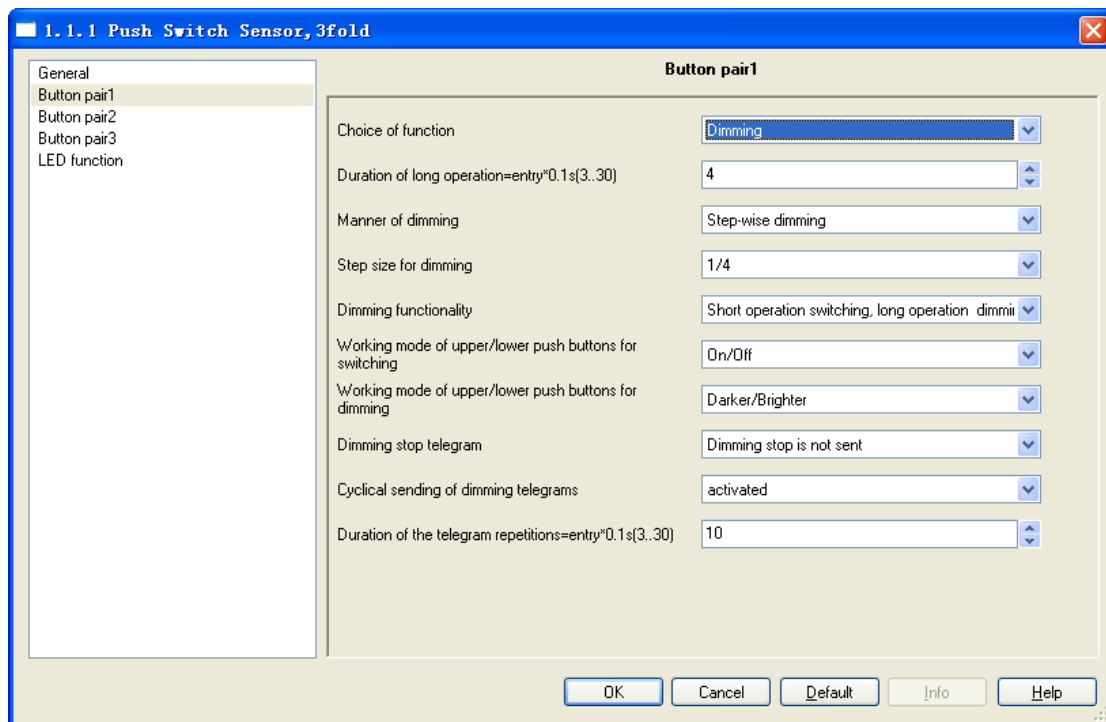 1.1.1 Push Switch Sensor,3fold
General
Button pair1
Button pair2
Button pair3
LED function
Button pair1
Choice of function
Dimming
Duration of long operation=entry*0.1s(3..30)
4
Manner of dimming
Step-wise dimming
Step size for dimming
1/4
Dimming functionality
Short operation switching, long operation dimmin
Working mode of upper/lower push buttons for
switching
On/Off
Working mode of upper/lower push buttons for
dimming
Darker/Brighter
Dimming stop telegram
Dimming stop is not sent
Cyclical sending of dimming telegrams
activated
Duration of the telegram repetitions=entry*0.1s(3..30)
10
OK
Cancel
Default
Info
Help